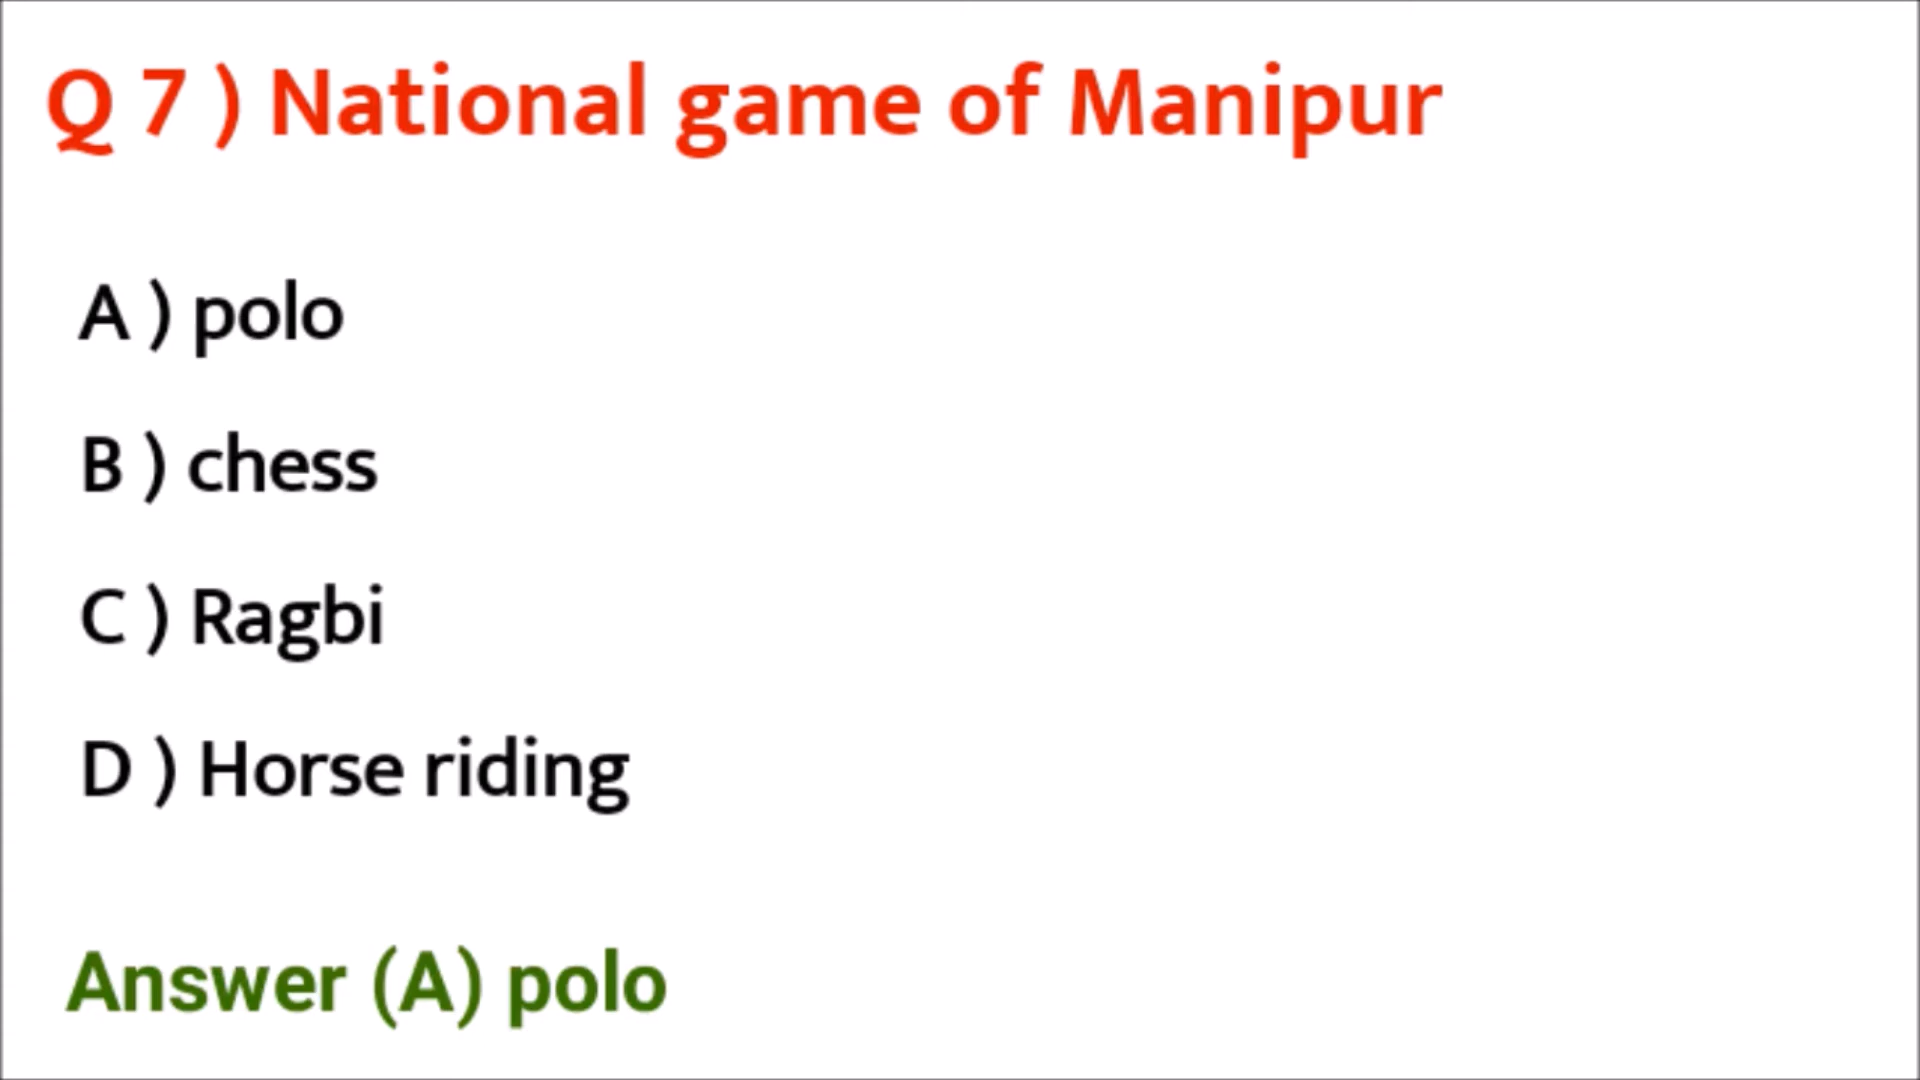 Q 7 ) National game of Manipur
A ) polo
B ) chess
C ) Ragbi
D ) Horse riding
Answer (A) polo